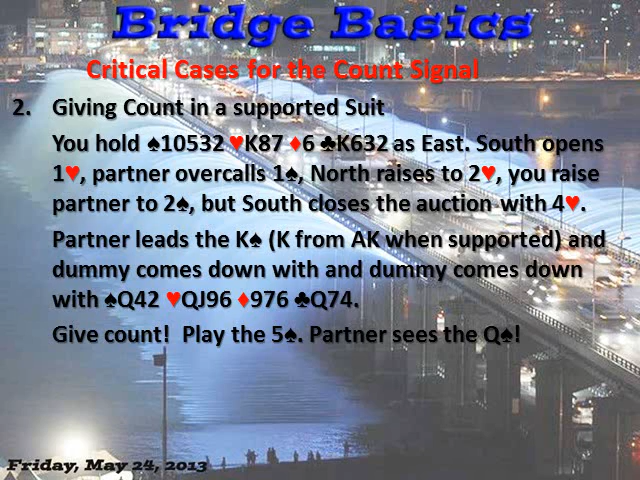 Bridge Basics
Critical Cases for the Count Signal
2. Giving Count in a supported Suit
You hold ♠10532 ♥K87 ♦6 ♣K632 as East. South opens
1♥, partner overcalls 1♠, North raises to 2♥, you raise
partner to 2♠, but South closes the auction with 4♥.
Partner leads the K♠ (K from AK when supported) and
dummy comes down with and dummy comes down
with ♠Q42 ♥QJ96 ♦976 ♣Q74.
Give count! Play the 5♠. Partner sees the Q♠!
Friday, May 24, 2013